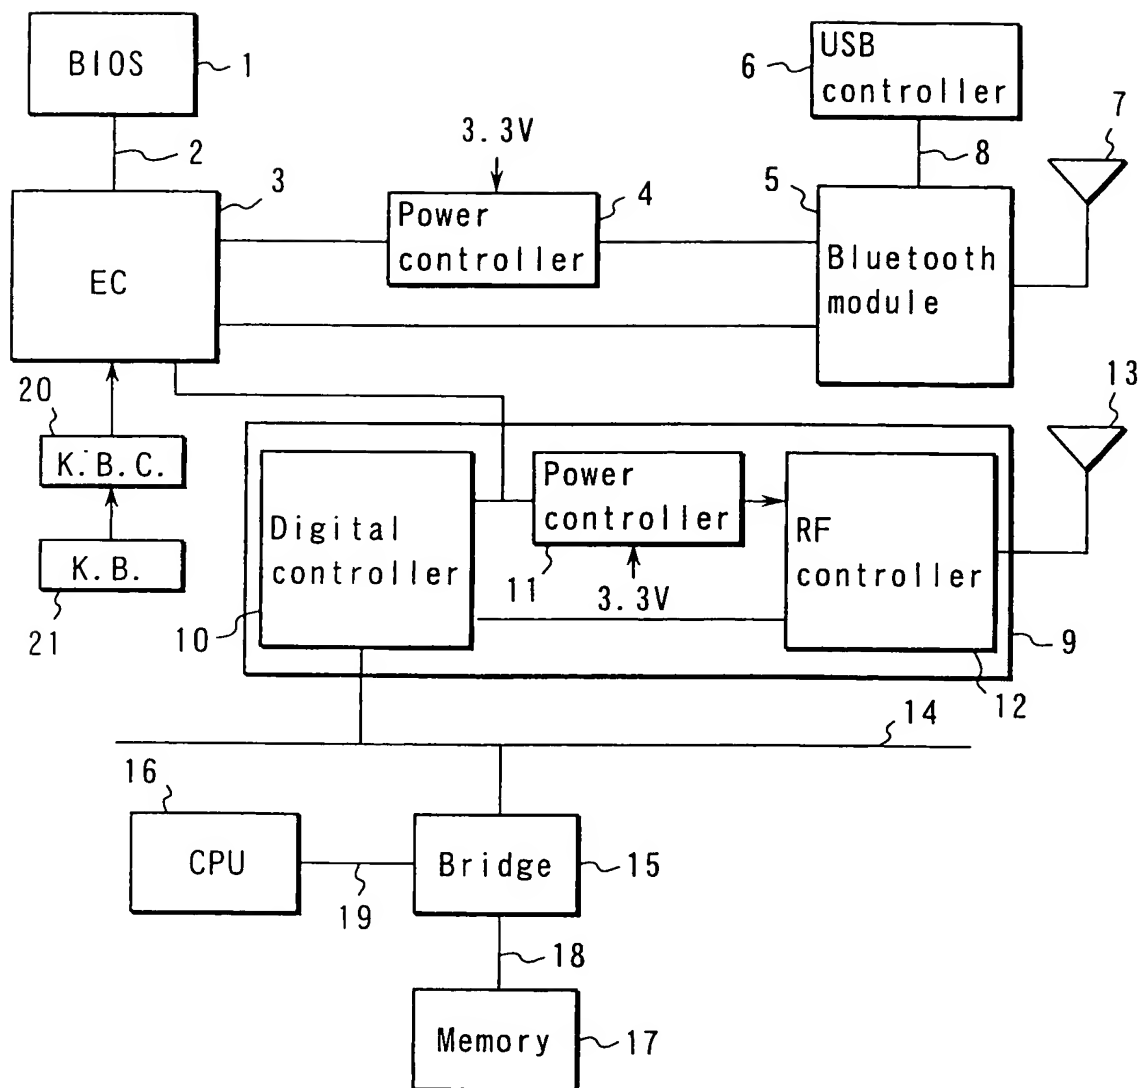 BIOS
1
USB
controller
6
7
2
3.3V
8
3
4
5
Power
controller
EC
Bluetooth
module
20
13
K.B.C.
Power
controller
Digital
controller
RF
controller
K.B.
11
3.3V
21
10
9
12
14
16
CPU
Bridge
15
19
18
Memory
17